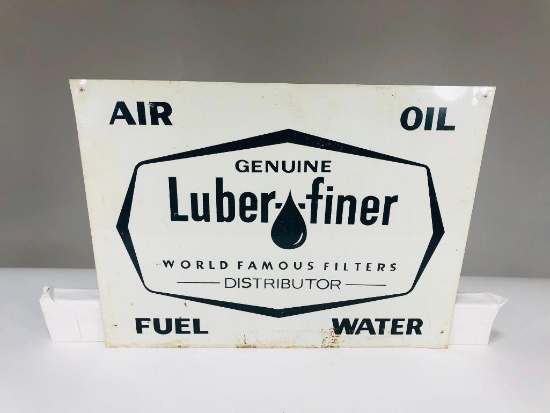 AIR OIL
GENUINE
Luber-finer
WORLD FAMOUS FILTERS
DISTRIBUTOR
FUEL WATER